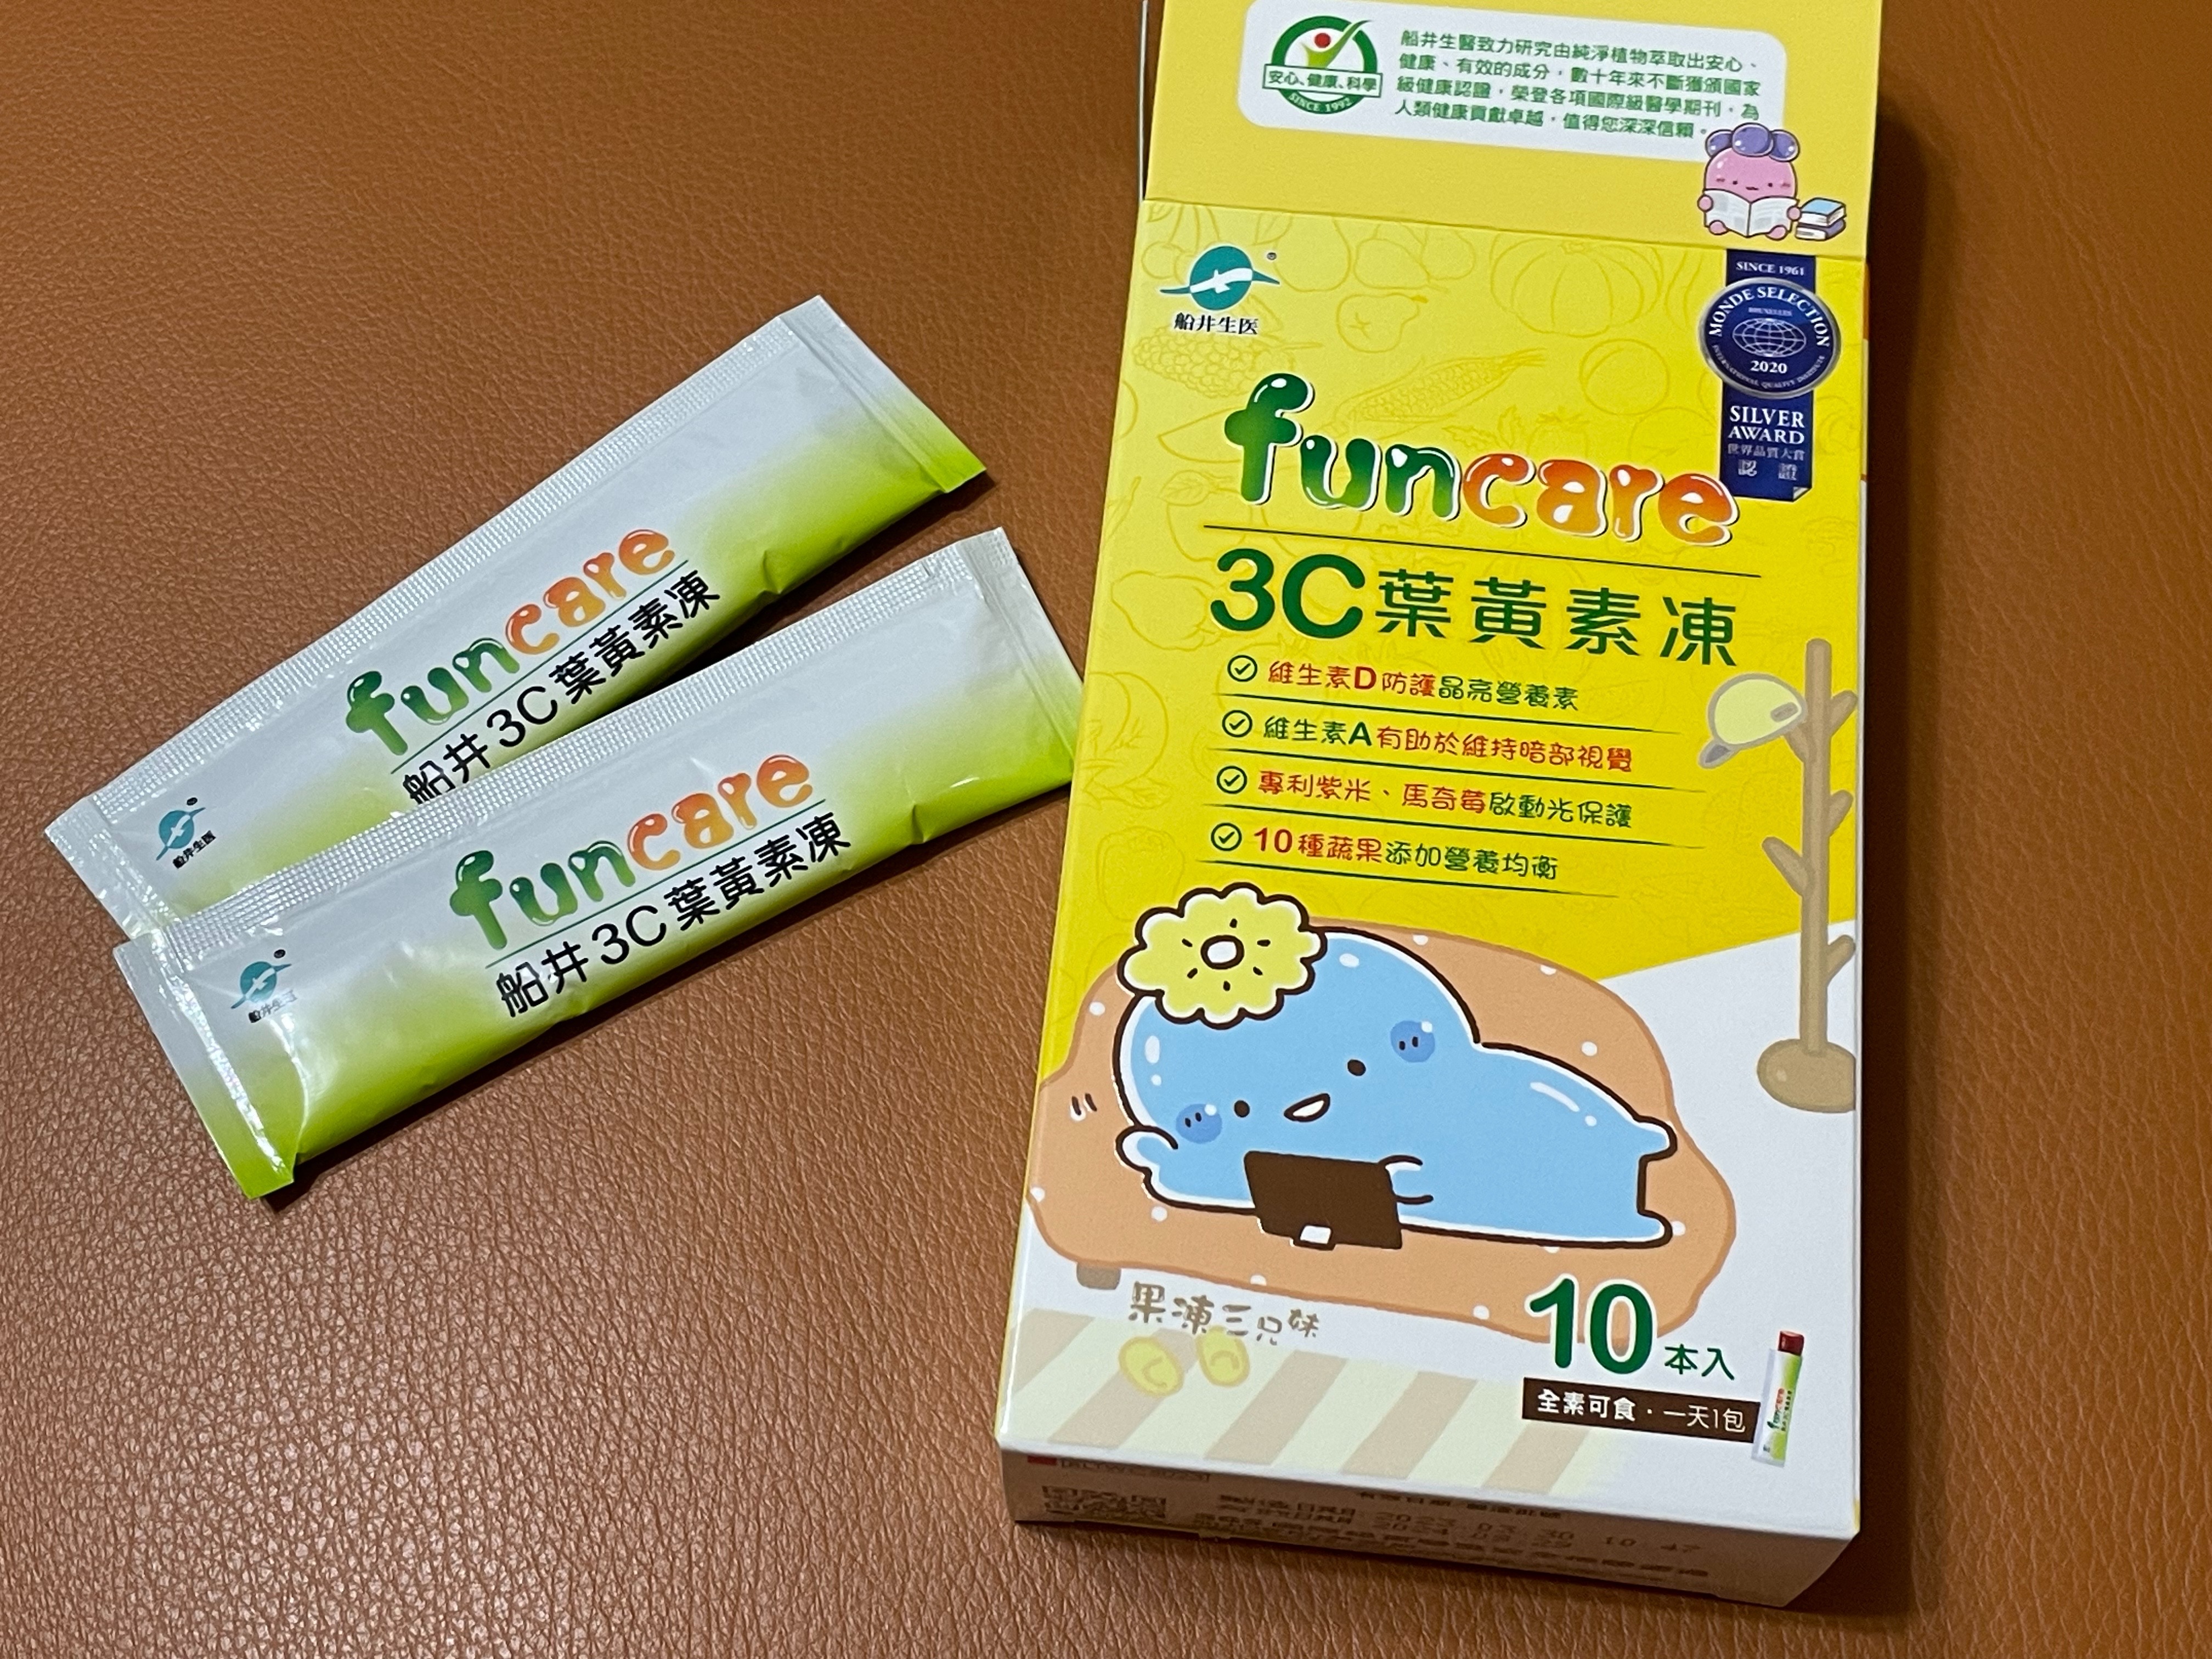 安心、健康、科學
SINCE 1992
船井生醫致力研究由純淨植物萃取出安心、
健康、有效的成分，數十年來不斷獲頒國家
級健康認證，榮登各項國際級醫學期刊，為
人類健康貢獻卓越，值得您深深信賴。
船井生医
SINCE 1961
MONDE SELECTION
BRUXELLES
2020
INTERNATIONAL QUALITY
SILVER
AWARD
世界品質大賞
認證
funcare
3C葉黃素凍
維生素D防護晶亮營養素
維生素A有助於維持暗部視覺
專利紫米、馬奇莓啟動光保護
10種蔬果添加營養均衡
果凍三兄妹
10本入
全素可食·一天1包
funcare
船井3C葉黃素凍
船井生医
funcare
船井3C葉黃素凍
船井生医